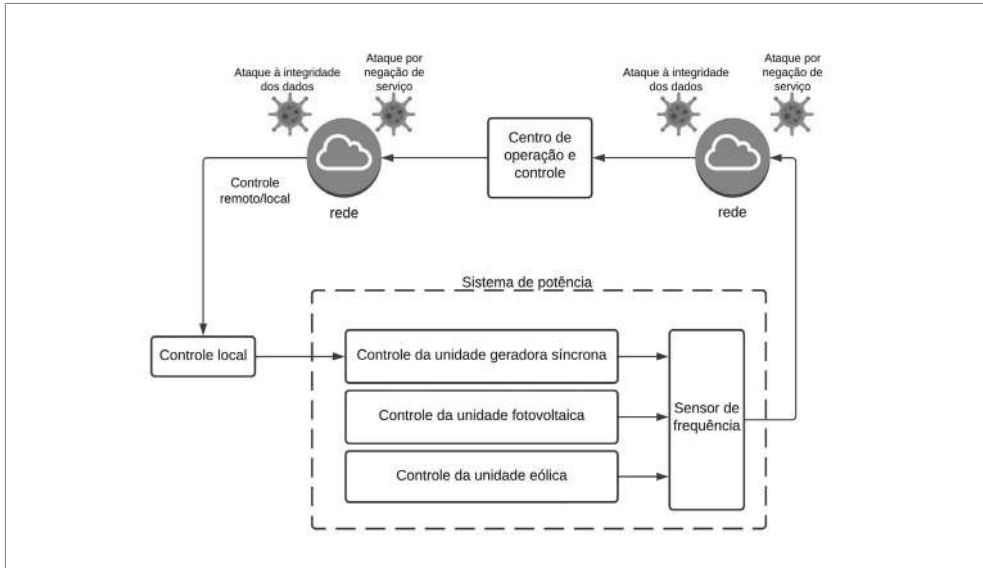 Ataque à integridade
dos dados
Ataque por
negação de
serviço
Ataque à integridade
dos dados
Ataque por
negação de
serviço
Centro de
operação e
controle
Controle
remoto/local
rede
rede
Sistema de potência
Controle local
Controle da unidade geradora síncrona
Controle da unidade fotovoltaica
Controle da unidade eólica
Sensor de
frequência